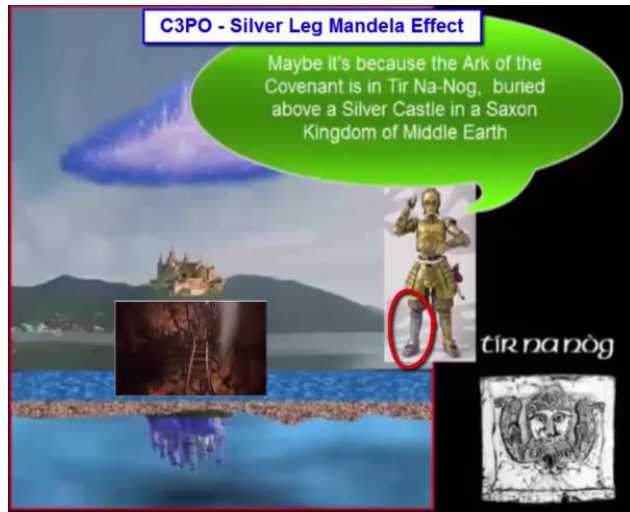 C3PO - Silver Leg Mandela Effect
Maybe it's because the Ark of the
Covenant is in Tir Na-Nog,  buried
above a Silver Castle in a Saxon
Kingdom of Middle Earth
tír na nòg